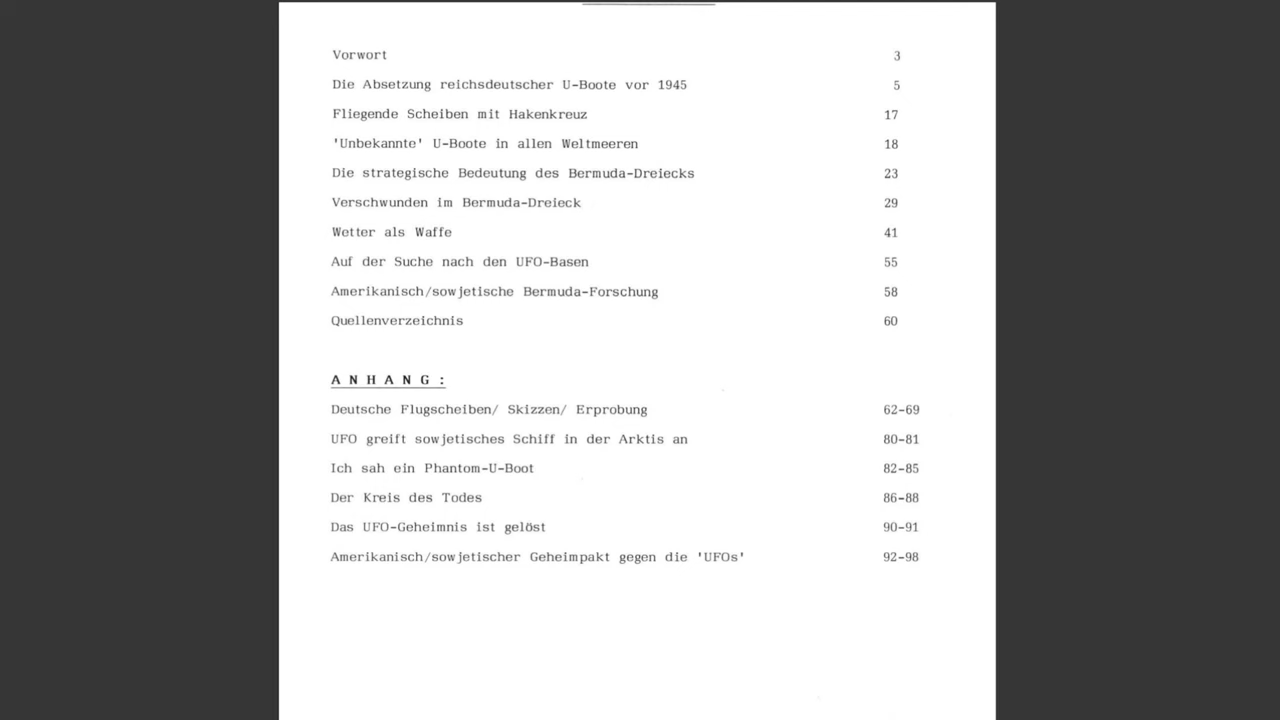 Vorwort 3
Die Absetzung reichsdeutscher U-Boote vor 1945 5
Fliegende Scheiben mit Hakenkreuz 17
'Unbekannte' U-Boote in allen Weltmeeren 18
Die strategische Bedeutung des Bermuda-Dreiecks 23
Verschwunden im Bermuda-Dreieck 29
Wetter als Waffe 41
Auf der Suche nach den UFO-Basen 55
Amerikanisch/sowjetische Bermuda-Forschung 58
Quellenverzeichnis 60
A N H A N G :
Deutsche Flugscheiben/ Skizzen/ Erprobung 62-69
UFO greift sowjetisches Schiff in der Arktis an 80-81
Ich sah ein Phantom-U-Boot 82-85
Der Kreis des Todes 86-88
Das UFO-Geheimnis ist gelöst 90-91
Amerikanisch/sowjetischer Geheimpakt gegen die 'UFOs' 92-98